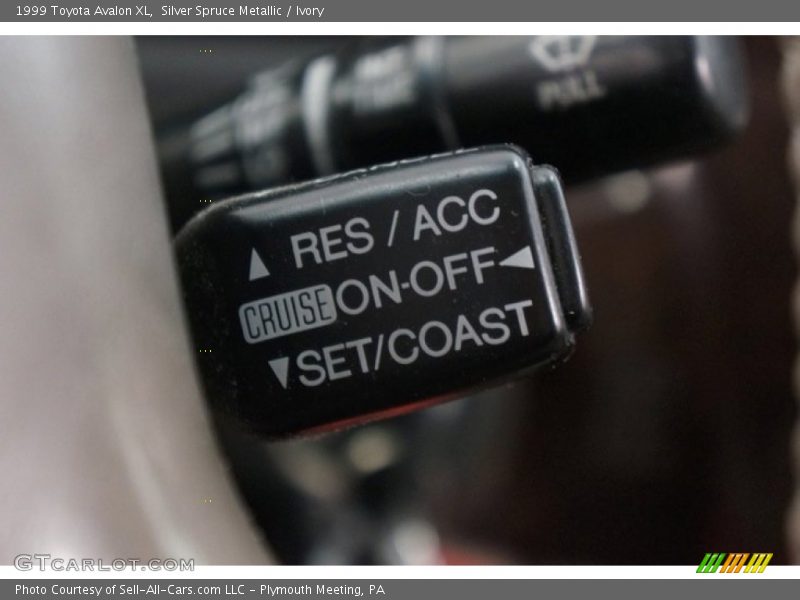 1999 Toyota Avalon XL, Silver Spruce Metallic / Ivory
PULL
▲ RES / ACC
CRUISE ON-OFF ◀
▼ SET/COAST
GTCARLOT.COM
Photo Courtesy of Sell-All-Cars.com LLC - Plymouth Meeting, PA